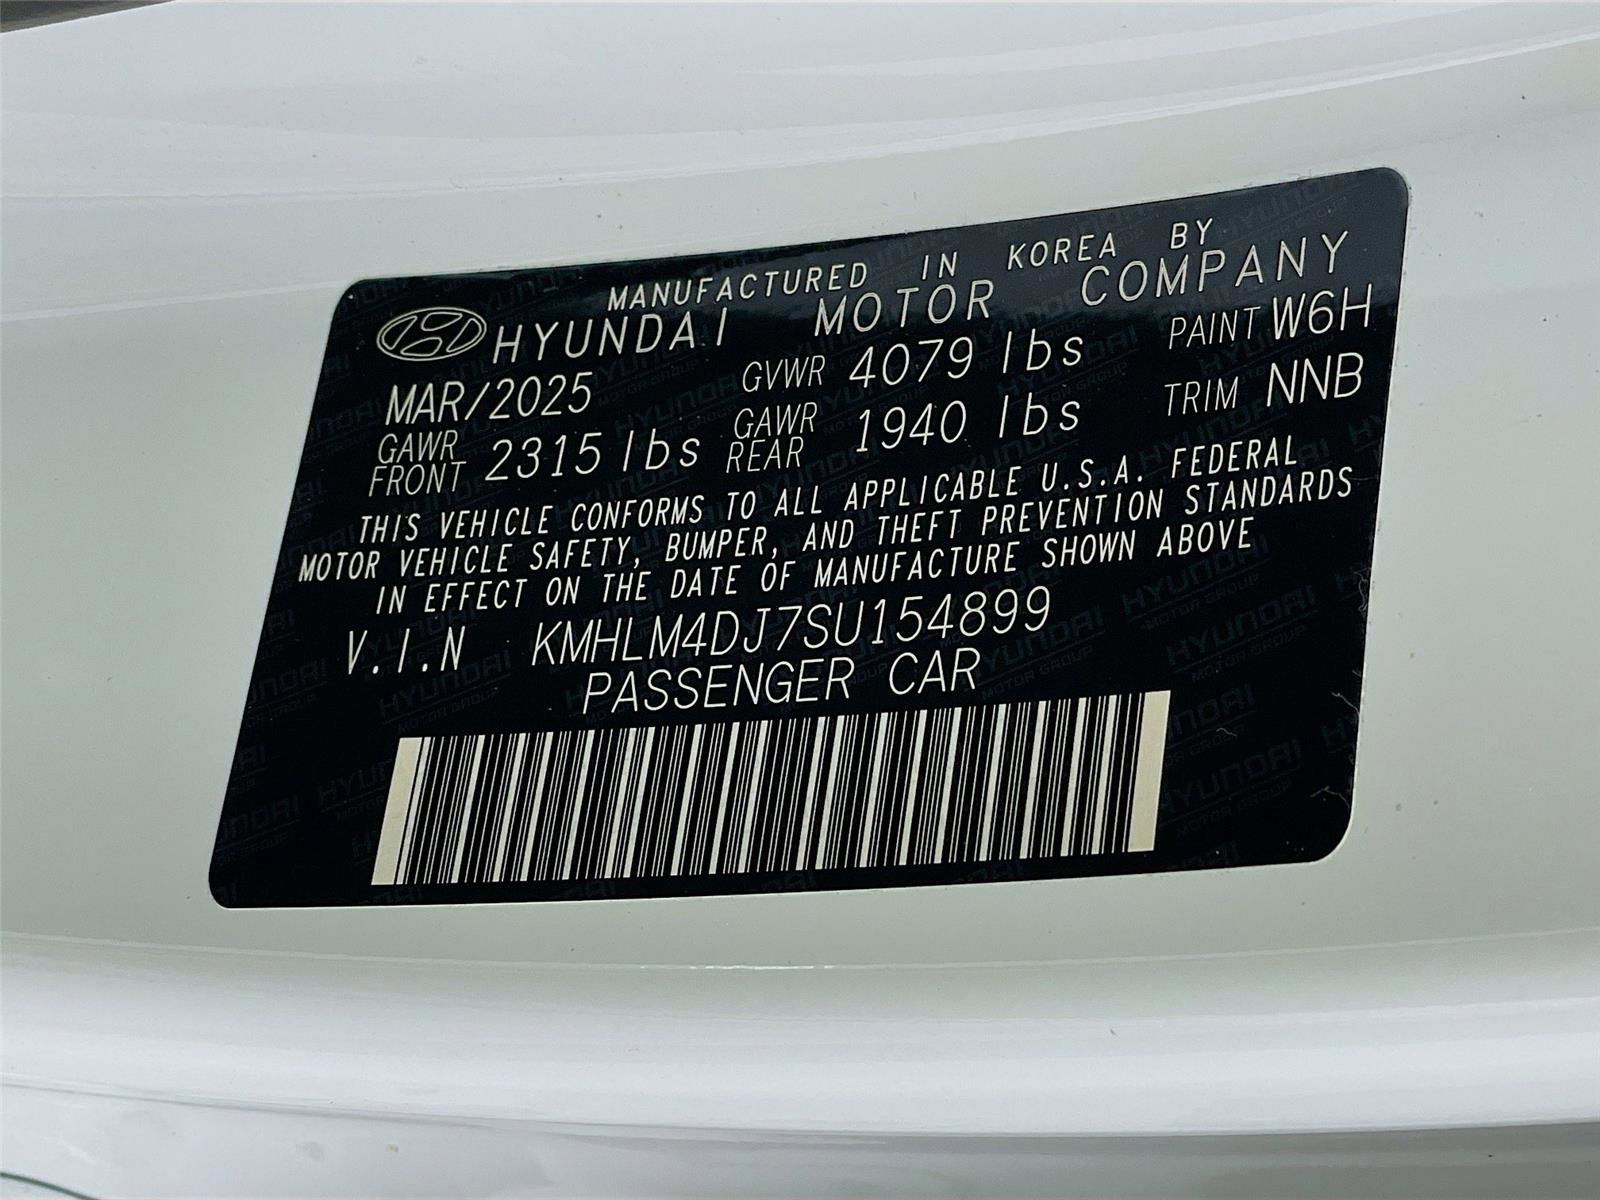 MANUFACTURED IN KOREA BY
HYUNDAI MOTOR COMPANY
MAR/2025 GVWR 4079 lbs PAINT W6H
GAWR FRONT 2315 lbs GAWR REAR 1940 lbs TRIM NNB
THIS VEHICLE CONFORMS TO ALL APPLICABLE U.S.A. FEDERAL
MOTOR VEHICLE SAFETY, BUMPER, AND THEFT PREVENTION STANDARDS
IN EFFECT ON THE DATE OF MANUFACTURE SHOWN ABOVE
V.I.N KMHLM4DJ7SU154899
PASSENGER CAR